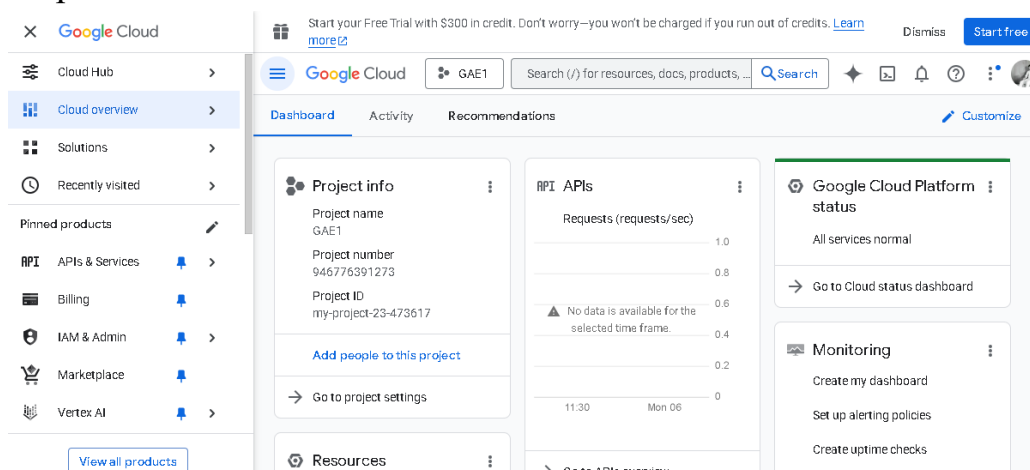 Google Cloud
Cloud Hub
Cloud overview
Solutions
Recently visited
Pinned products
API APIs & Services
Billing
IAM & Admin
Marketplace
Vertex AI
View all products
Start your Free Trial with $300 in credit. Don't worry—you won't be charged if you run out of credits. Learn
more
Dismiss
Start free
Google Cloud
GAE1
Search (/) for resources, docs, products, ...
Search
Dashboard
Activity
Recommendations
Customize
Project info
Project name
GAE1
Project number
946776391273
Project ID
my-project-23-473617
Add people to this project
Go to project settings
Resources
API APIs
Requests (requests/sec)
1.0
0.8
0.6
0.4
0.2
0
No data is available for the
selected time frame.
11:30
Mon 06
Go to APIs overview
Google Cloud Platform
status
All services normal
Go to Cloud status dashboard
Monitoring
Create my dashboard
Set up alerting policies
Create uptime checks